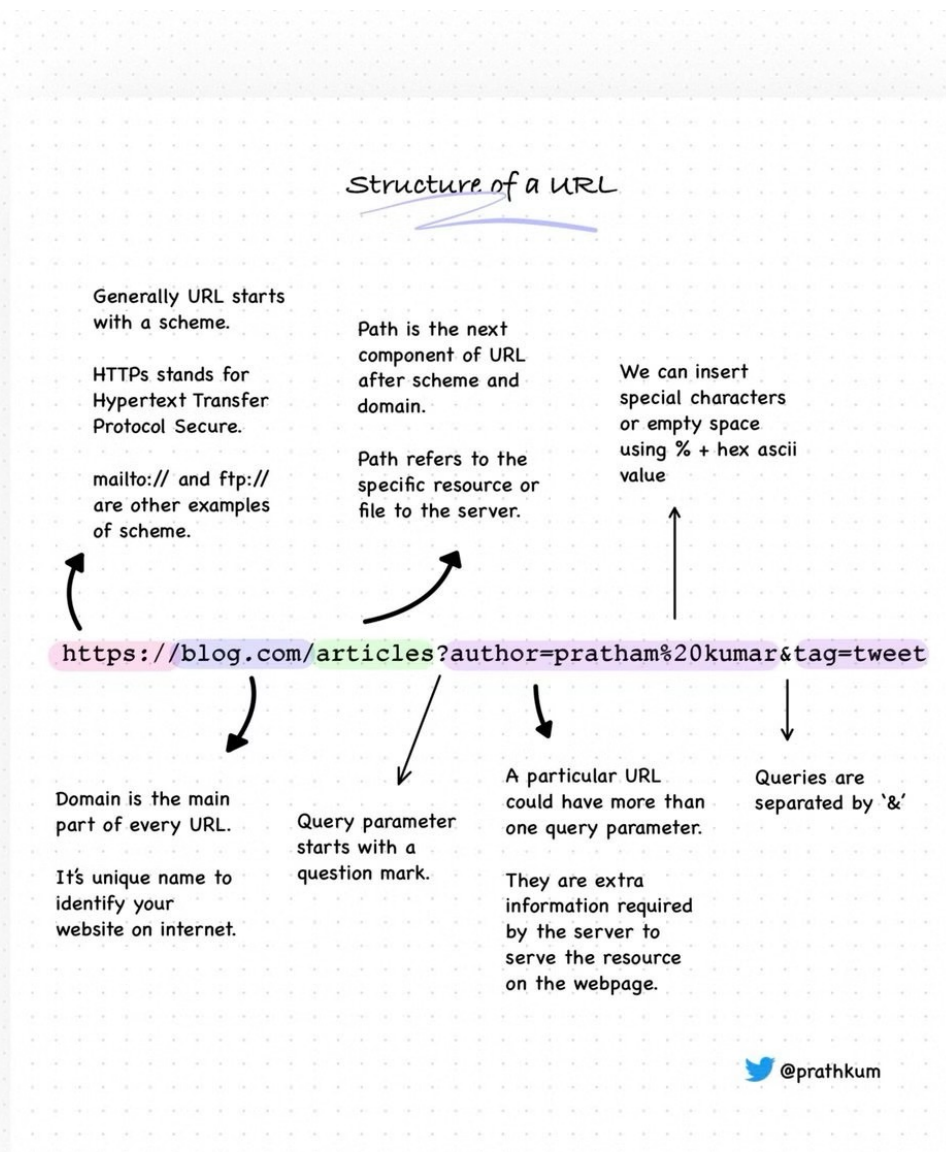 Structure of a URL
Generally URL starts
with a scheme.
HTTPs stands for
Hypertext Transfer
Protocol Secure.
mailto:// and ftp://
are other examples
of scheme.
Path is the next
component of URL
after scheme and
domain.
Path refers to the
specific resource or
file to the server.
We can insert
special characters
or empty space
using % + hex ascii
value
https://blog.com/articles?author=pratham%20kumar&tag=tweet
Domain is the main
part of every URL.
It's unique name to
identify your
website on internet.
Query parameter
starts with a
question mark.
A particular URL
could have more than
one query parameter.
They are extra
information required
by the server to
serve the resource
on the webpage.
Queries are
separated by '&'
@prathkum